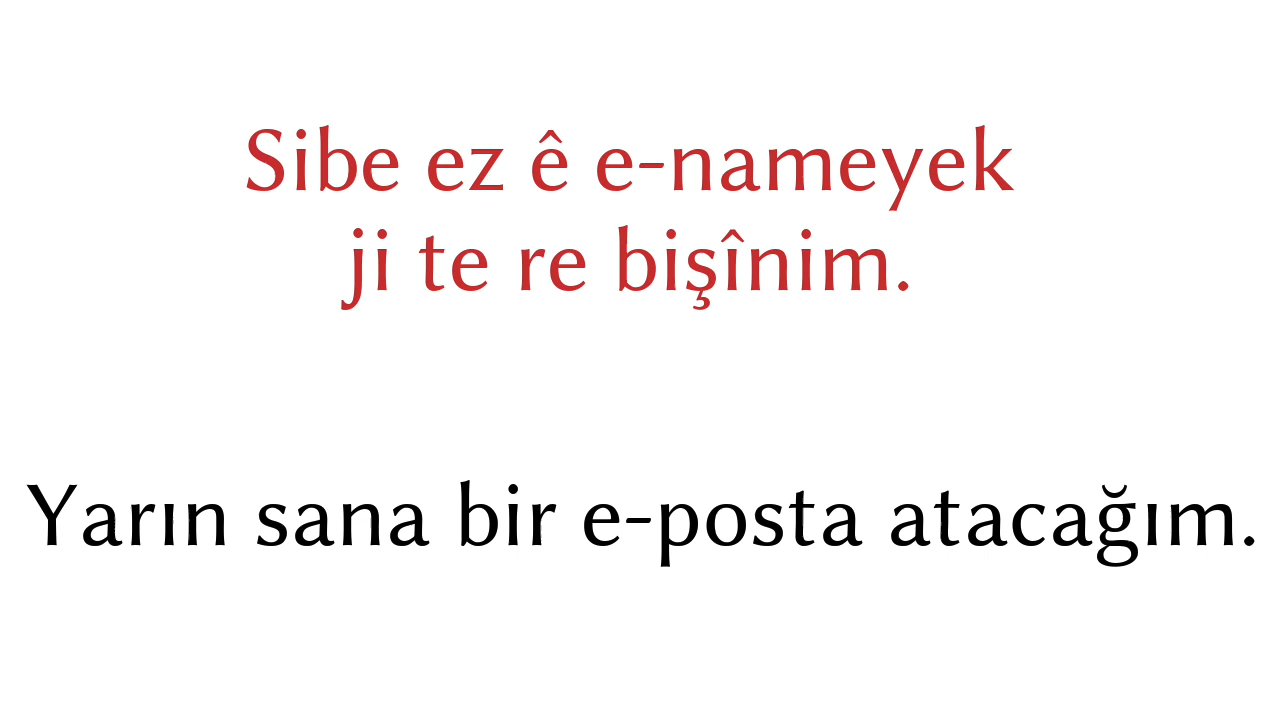 Sibe ez ê e-nameyek
ji te re bişînim.
Yarın sana bir e-posta atacağım.